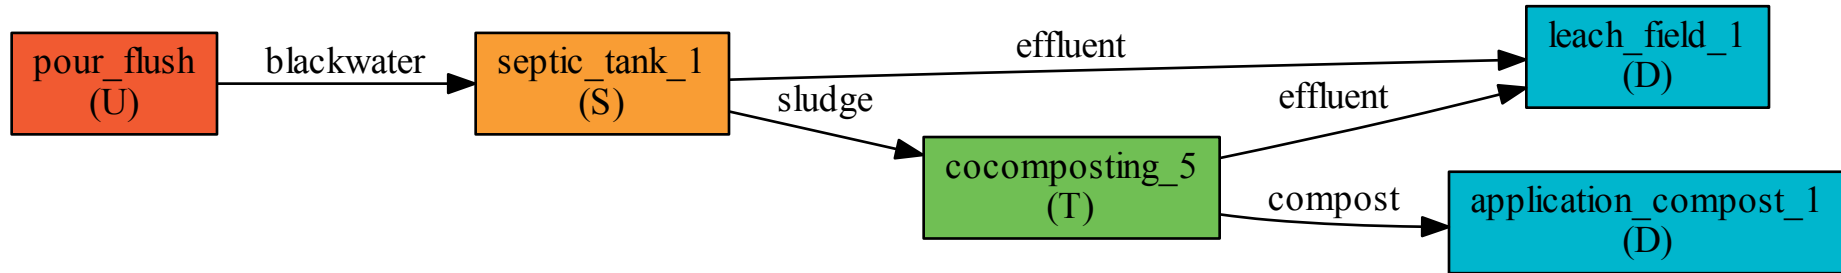 pour_flush
(U)
blackwater
septic_tank_1
(S)
effluent
sludge
cocomposting_5
(T)
effluent
compost
leach_field_1
(D)
application_compost_1
(D)